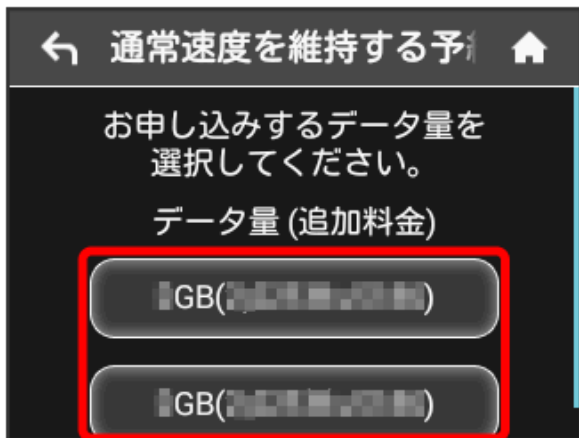 通常速度を維持する予
お申し込みするデータ量を
選択してください。
データ量 (追加料金)
GB( )
GB( )